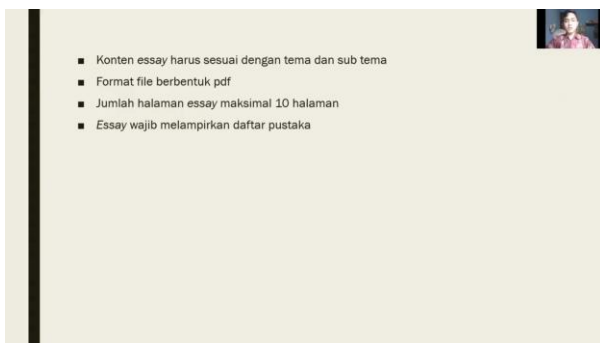 ■ Konten essay harus sesuai dengan tema dan sub tema
■ Format file berbentuk pdf
■ Jumlah halaman essay maksimal 10 halaman
■ Essay wajib melampirkan daftar pustaka